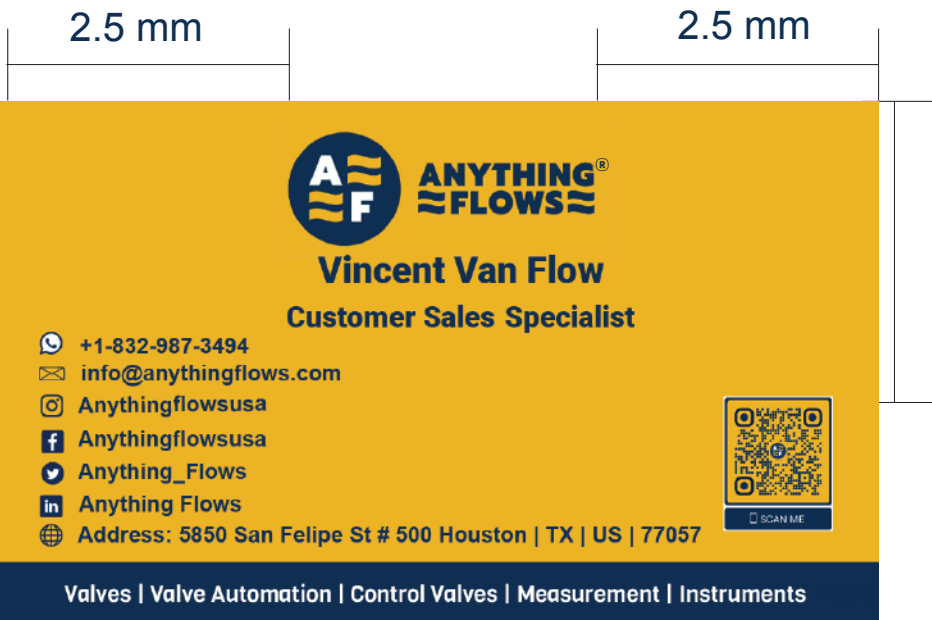 2.5 mm 2.5 mm
AF
ANYTHING®
FLOWS
Vincent Van Flow
Customer Sales Specialist
+1-832-987-3494
info@anythingflows.com
Anythingflowsusa
Anythingflowsusa
Anything_Flows
Anything Flows
Address: 5850 San Felipe St # 500 Houston | TX | US | 77057
SCAN ME
Valves | Valve Automation | Control Valves | Measurement | Instruments